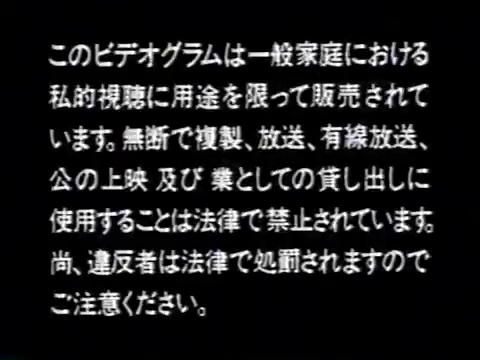 このビデオグラムは一般家庭における
私的視聴に用途を限って販売されて
います。無断で複製、放送、有線放送、
公の上映 及び 業としての貸し出しに
使用することは法律で禁止されています。
尚、違反者は法律で処罰されますので
ご注意ください。